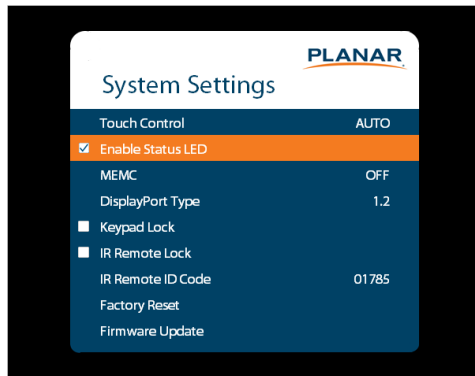 PLANAR
System Settings
Touch Control AUTO
Enable Status LED
MEMC OFF
DisplayPort Type 1.2
Keypad Lock
IR Remote Lock
IR Remote ID Code 01785
Factory Reset
Firmware Update